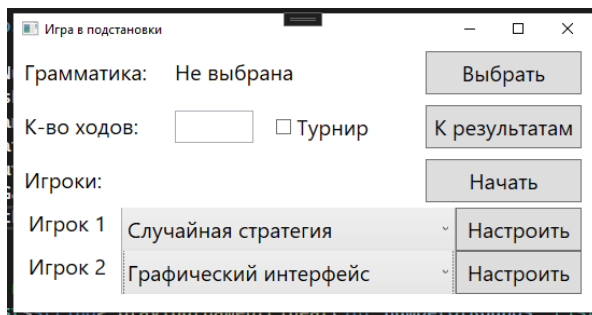 Игра в подстановки
Грамматика: Не выбрана Выбрать
К-во ходов: Турнир К результатам
Игроки: Начать
Игрок 1 Случайная стратегия Настроить
Игрок 2 Графический интерфейс Настроить